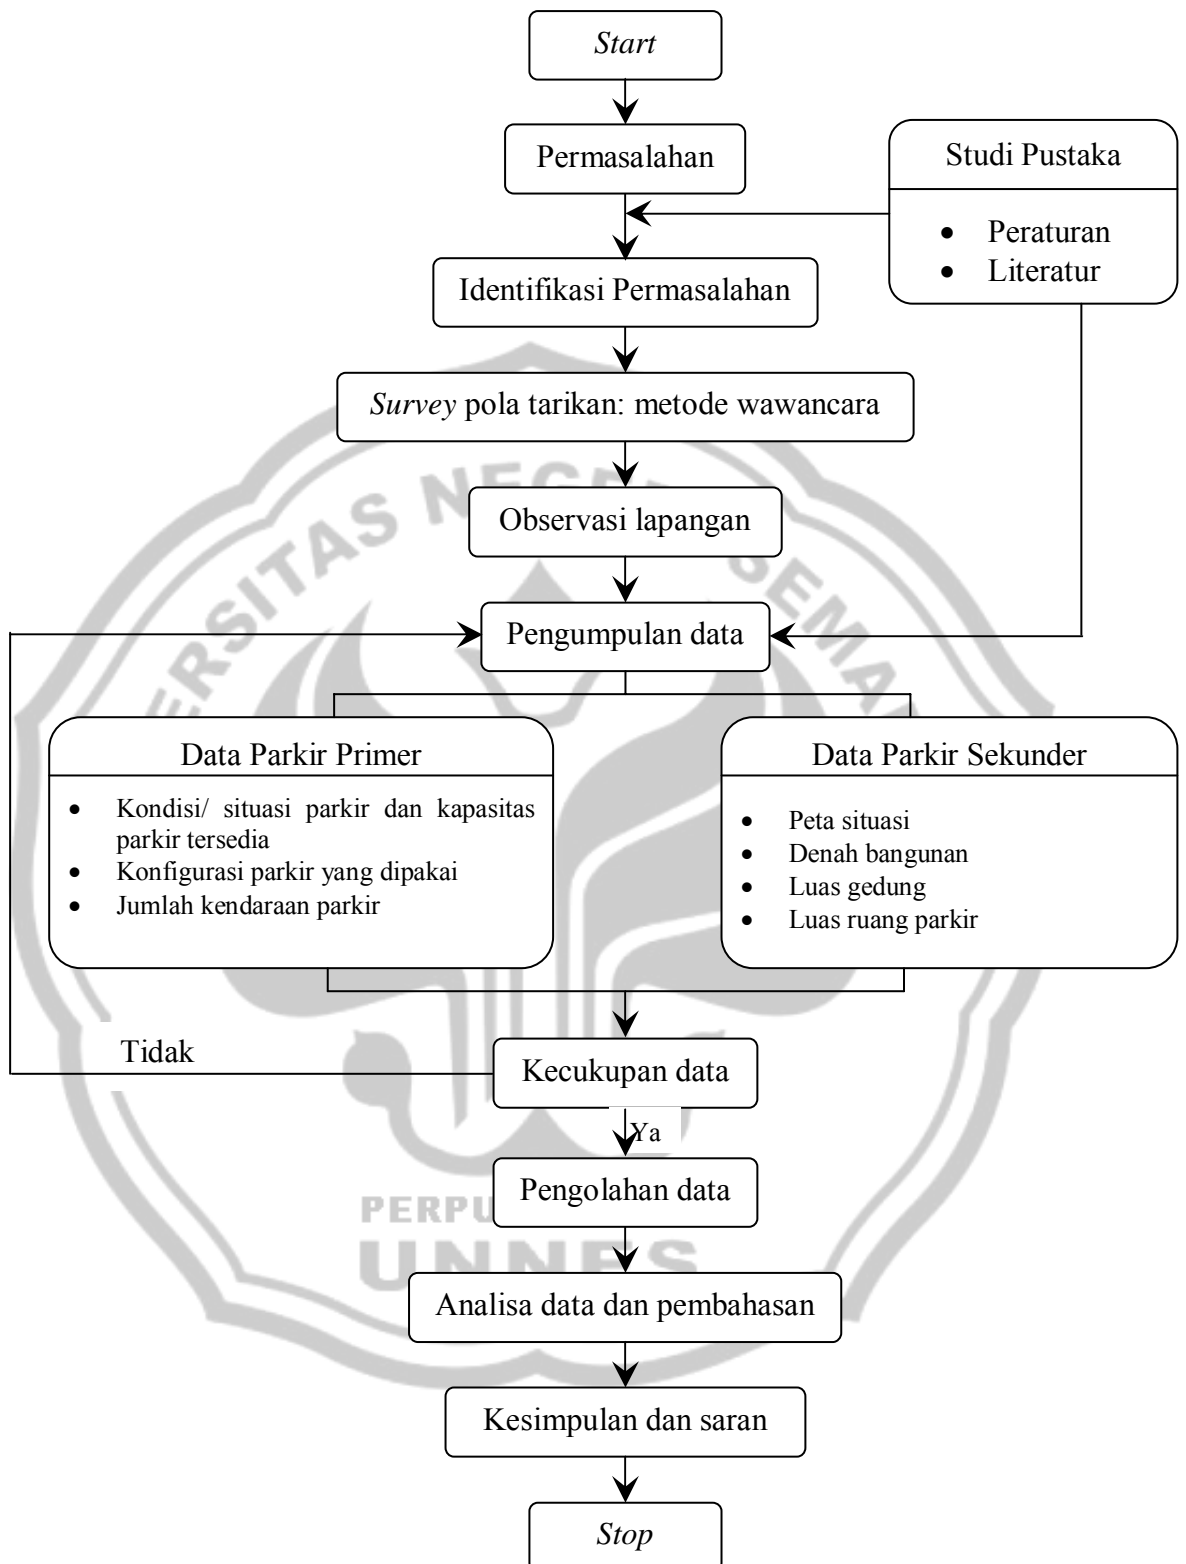 Start
Permasalahan
Studi Pustaka
• Peraturan
• Literatur
Identifikasi Permasalahan
Survey pola tarikan: metode wawancara
Observasi lapangan
Pengumpulan data
Data Parkir Primer
• Kondisi/ situasi parkir dan kapasitas
parkir tersedia
• Konfigurasi parkir yang dipakai
• Jumlah kendaraan parkir
Data Parkir Sekunder
• Peta situasi
• Denah bangunan
• Luas gedung
• Luas ruang parkir
Tidak
Kecukupan data
Ya
Pengolahan data
Analisa data dan pembahasan
Kesimpulan dan saran
Stop
UNNES